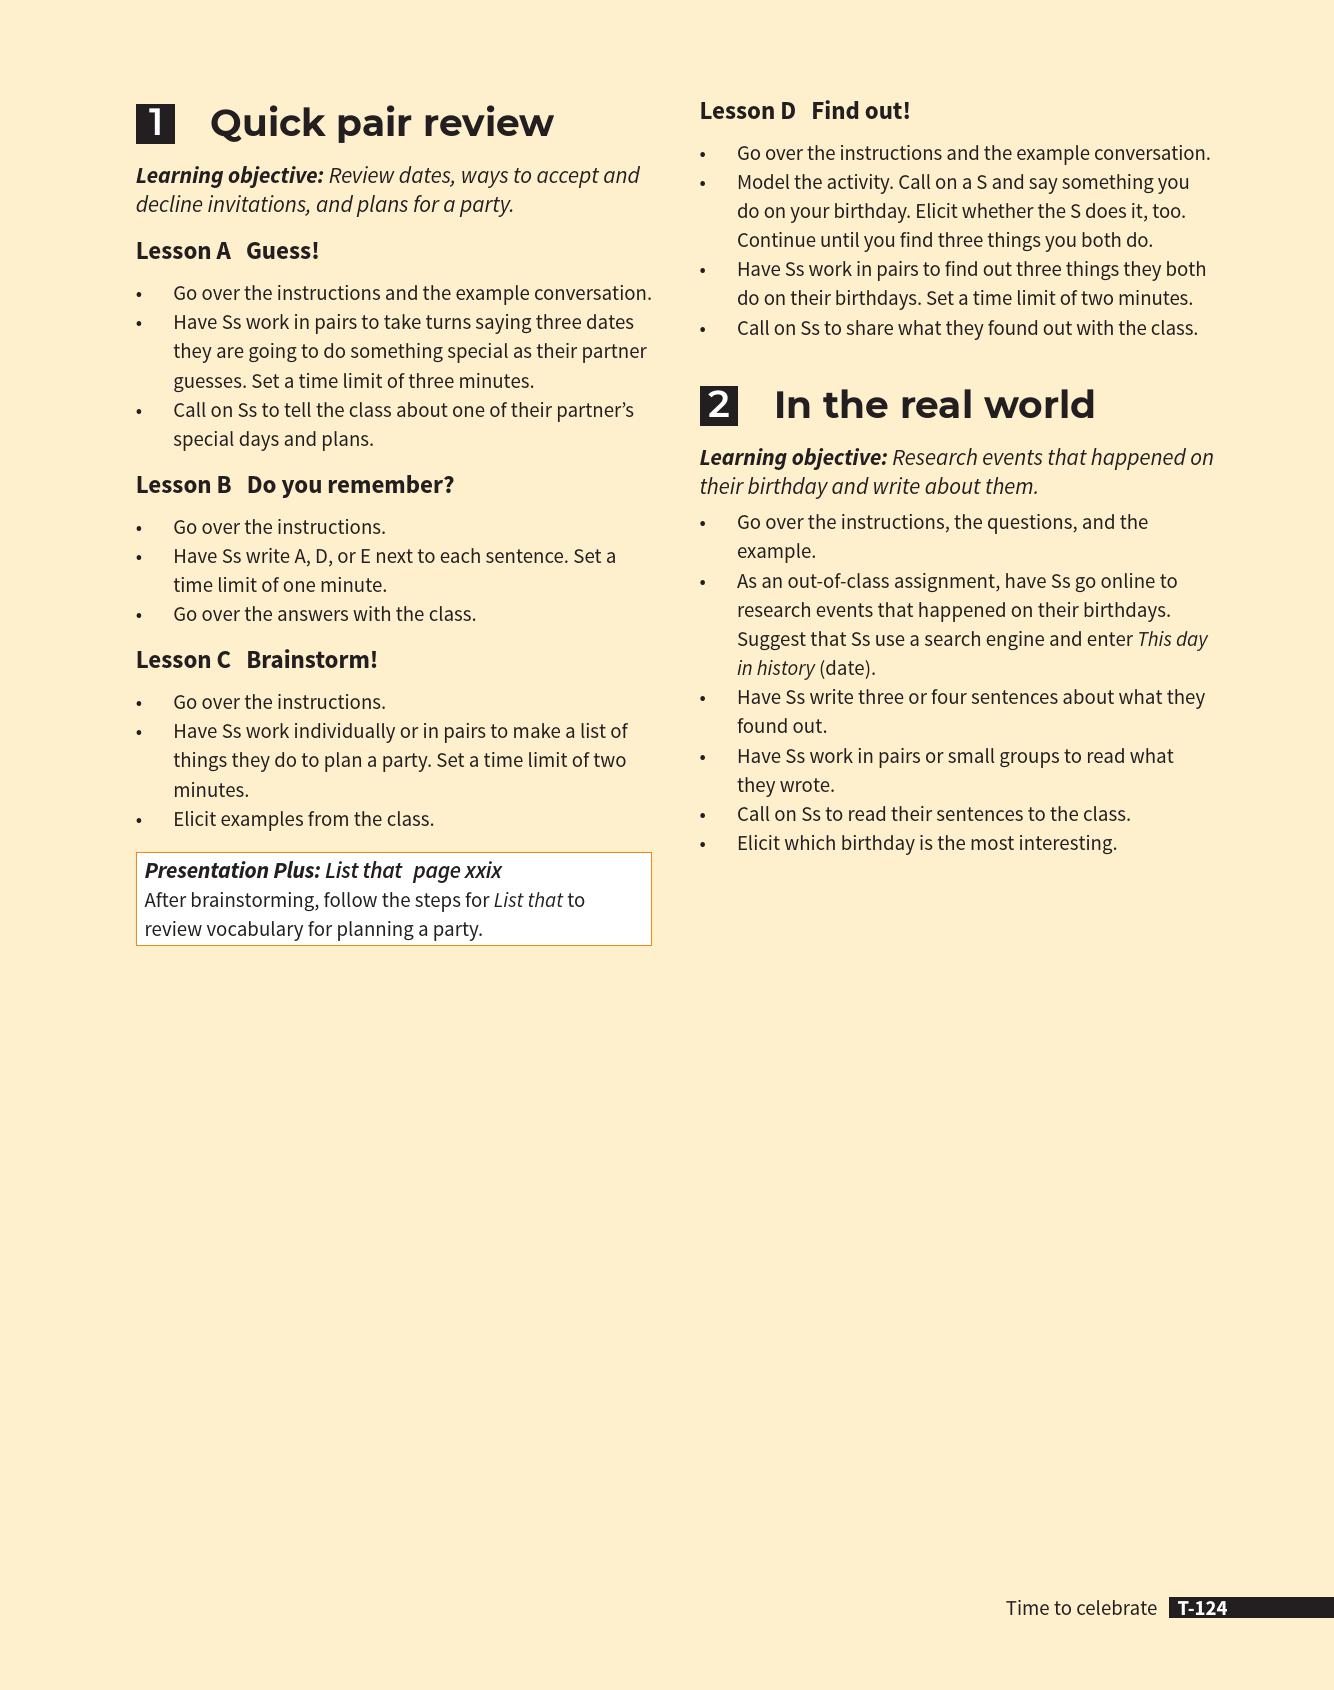 1 Quick pair review
Learning objective: Review dates, ways to accept and
decline invitations, and plans for a party.
Lesson A Guess!
• Go over the instructions and the example conversation.
• Have Ss work in pairs to take turns saying three dates
they are going to do something special as their partner
guesses. Set a time limit of three minutes.
• Call on Ss to tell the class about one of their partner’s
special days and plans.
Lesson B Do you remember?
• Go over the instructions.
• Have Ss write A, D, or E next to each sentence. Set a
time limit of one minute.
• Go over the answers with the class.
Lesson C Brainstorm!
• Go over the instructions.
• Have Ss work individually or in pairs to make a list of
things they do to plan a party. Set a time limit of two
minutes.
• Elicit examples from the class.
Presentation Plus: List that page xxix
After brainstorming, follow the steps for List that to
review vocabulary for planning a party.
Lesson D Find out!
• Go over the instructions and the example conversation.
• Model the activity. Call on a S and say something you
do on your birthday. Elicit whether the S does it, too.
Continue until you find three things you both do.
• Have Ss work in pairs to find out three things they both
do on their birthdays. Set a time limit of two minutes.
• Call on Ss to share what they found out with the class.
2 In the real world
Learning objective: Research events that happened on
their birthday and write about them.
• Go over the instructions, the questions, and the
example.
• As an out-of-class assignment, have Ss go online to
research events that happened on their birthdays.
Suggest that Ss use a search engine and enter This day
in history (date).
• Have Ss write three or four sentences about what they
found out.
• Have Ss work in pairs or small groups to read what
they wrote.
• Call on Ss to read their sentences to the class.
• Elicit which birthday is the most interesting.
Time to celebrate T-124